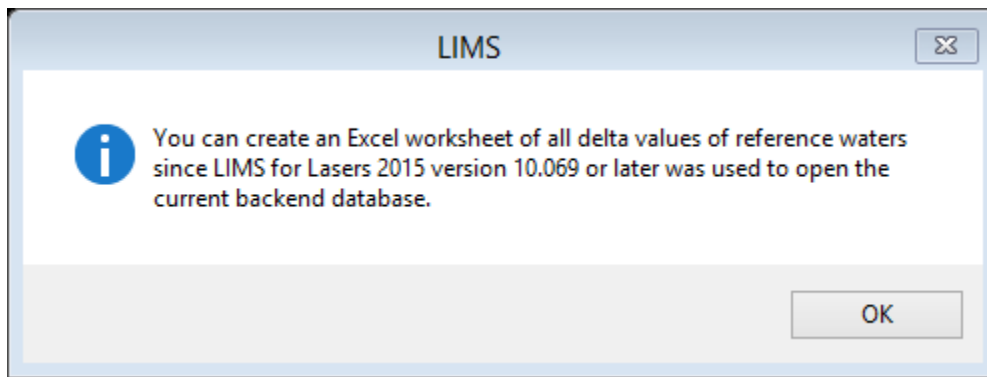 LIMS
You can create an Excel worksheet of all delta values of reference waters
since LIMS for Lasers 2015 version 10.069 or later was used to open the
current backend database.
OK